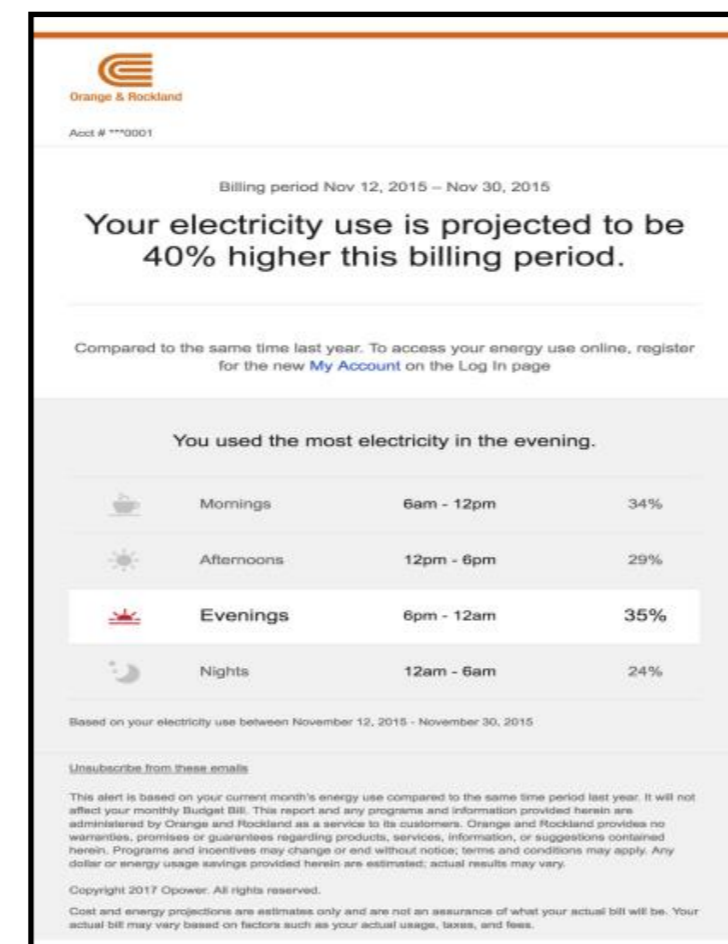 Orange & Rockland
Acct # ***0001
Billing period Nov 12, 2015 – Nov 30, 2015
Your electricity use is projected to be
40% higher this billing period.
Compared to the same time last year. To access your energy use online, register
for the new My Account on the Log In page
You used the most electricity in the evening.
Mornings 6am - 12pm 34%
Afternoons 12pm - 6pm 29%
Evenings 6pm - 12am 35%
Nights 12am - 6am 24%
Based on your electricity use between November 12, 2015 - November 30, 2015
Unsubscribe from these emails
This alert is based on your current month's energy use compared to the same time period last year. It will not
affect your monthly Budget Bill. This report and any programs and information provided herein are
administered by Orange and Rockland as a service to its customers. Orange and Rockland provides no
warranties, promises or guarantees regarding products, services, information, or suggestions contained
herein. Programs and incentives may change or end without notice; terms and conditions may apply. Any
dollar or energy usage savings provided herein are estimated; actual results may vary.
Copyright 2017 Opower. All rights reserved.
Cost and energy projections are estimates only and are not an assurance of what your actual bill will be. Your
actual bill may vary based on factors such as your actual usage, taxes, and fees.